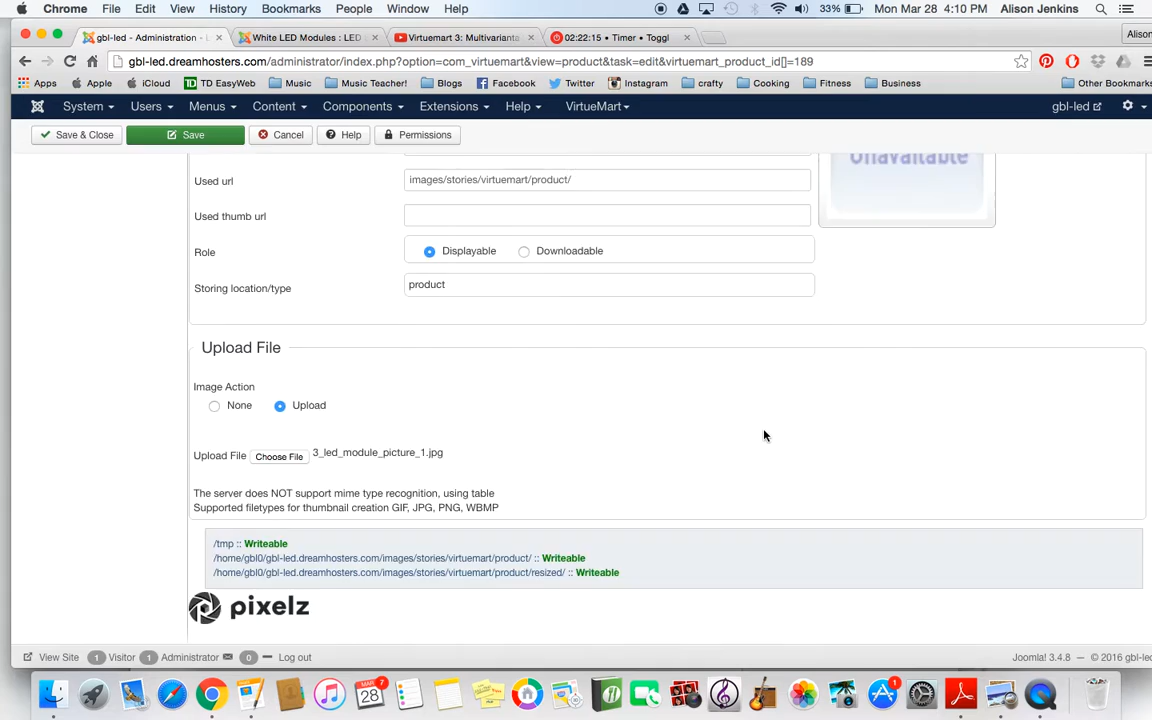 Chrome File Edit View History Bookmarks People Window Help 33% Mon Mar 28 4:10 PM Alison Jenkins
gbl-led - Administration - White LED Modules : LED Virtuemart 3: Multivarianta 02:22:15 • Timer • Toggl Alison
gbl-led.dreamhosters.com/administrator/index.php?option=com_virtuemart&view=product&task=edit&virtuemart_product_id[]=189
Apps Apple iCloud TD EasyWeb Music Music Teacher! Blogs Facebook Twitter Instagram crafty Cooking Fitness Business Other Bookmarks
System Users Menus Content Components Extensions Help VirtueMart gbl-led
Save & Close Save Cancel Help Permissions
Unavailable
Used url images/stories/virtuemart/product/
Used thumb url
Role Displayable Downloadable
Storing location/type product
Upload File
Image Action
None Upload
Upload File Choose File 3_led_module_picture_1.jpg
The server does NOT support mime type recognition, using table
Supported filetypes for thumbnail creation GIF, JPG, PNG, WBMP
/tmp :: Writeable
/home/gbl0/gbl-led.dreamhosters.com/images/stories/virtuemart/product/ :: Writeable
/home/gbl0/gbl-led.dreamhosters.com/images/stories/virtuemart/product/resized/ :: Writeable
pixelz
View Site 1 Visitor 1 Administrator 0 Log out Joomla! 3.4.8 — © 2016 gbl-led
MAR 7
28 1